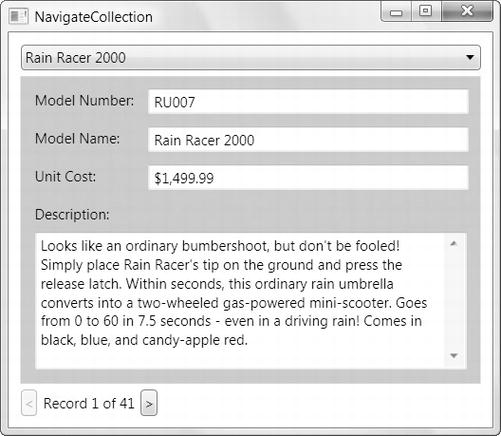 NavigateCollection
Rain Racer 2000
Model Number: RU007
Model Name: Rain Racer 2000
Unit Cost: $1,499.99
Description:
Looks like an ordinary bumbershoot, but don't be fooled!
Simply place Rain Racer's tip on the ground and press the
release latch. Within seconds, this ordinary rain umbrella
converts into a two-wheeled gas-powered mini-scooter. Goes
from 0 to 60 in 7.5 seconds - even in a driving rain! Comes in
black, blue, and candy-apple red.
< Record 1 of 41 >